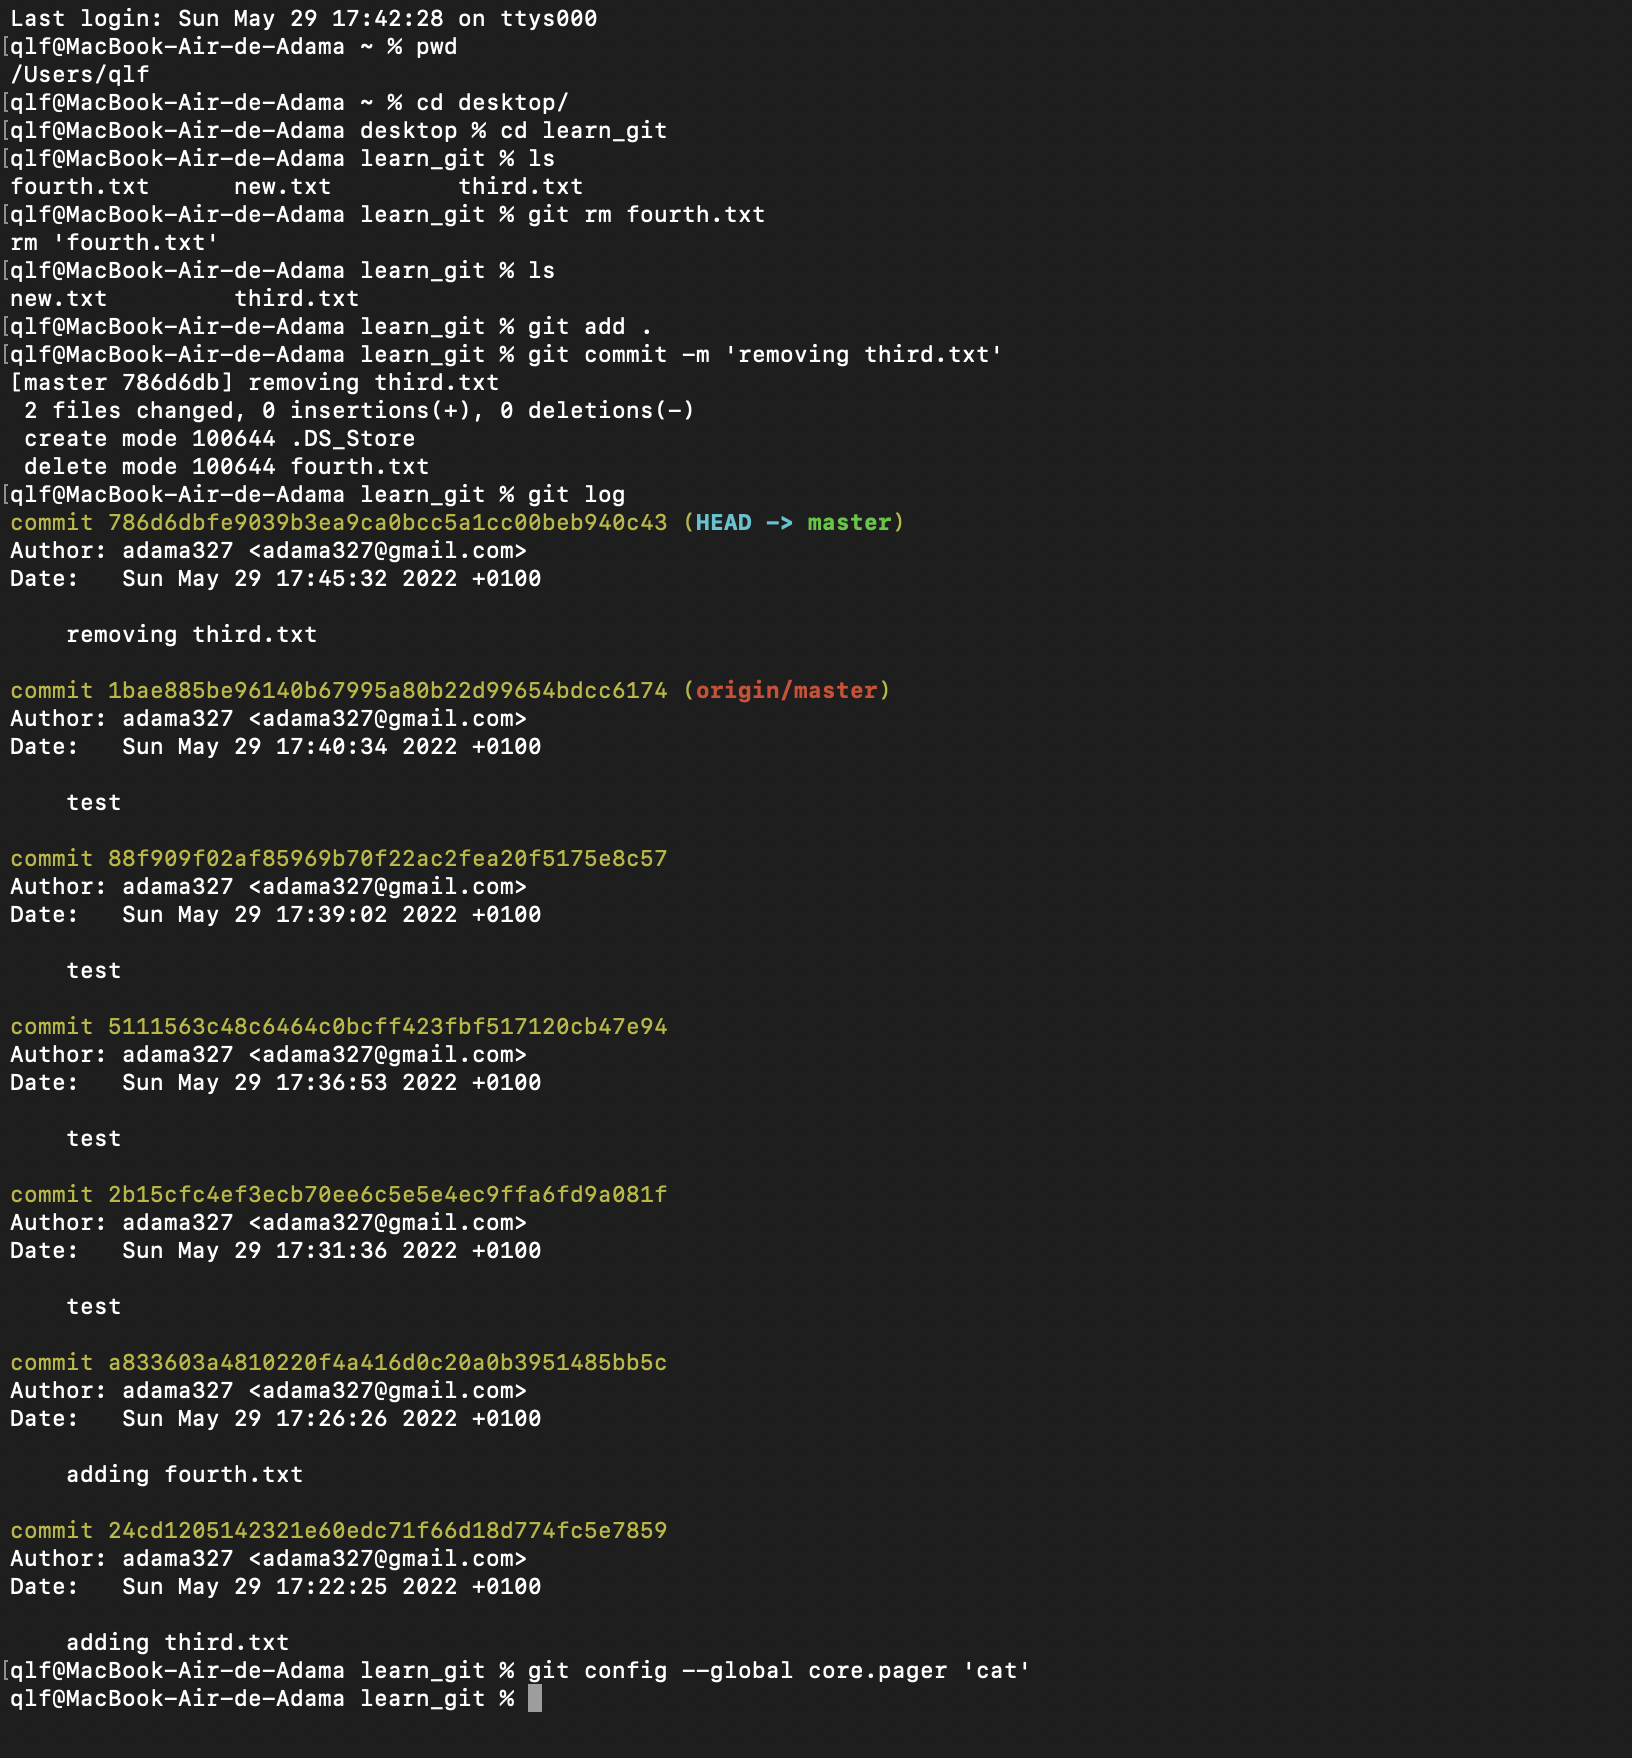 Last login: Sun May 29 17:42:28 on ttys000
[qlf@MacBook-Air-de-Adama ~ % pwd
/Users/qlf
[qlf@MacBook-Air-de-Adama ~ % cd desktop/
[qlf@MacBook-Air-de-Adama desktop % cd learn_git
[qlf@MacBook-Air-de-Adama learn_git % ls
fourth.txt      new.txt         third.txt
[qlf@MacBook-Air-de-Adama learn_git % git rm fourth.txt
rm 'fourth.txt'
[qlf@MacBook-Air-de-Adama learn_git % ls
new.txt         third.txt
[qlf@MacBook-Air-de-Adama learn_git % git add .
[qlf@MacBook-Air-de-Adama learn_git % git commit -m 'removing third.txt'
[master 786d6db] removing third.txt
 2 files changed, 0 insertions(+), 0 deletions(-)
 create mode 100644 .DS_Store
 delete mode 100644 fourth.txt
[qlf@MacBook-Air-de-Adama learn_git % git log
commit 786d6dbfe9039b3ea9ca0bcc5a1cc00beb940c43 (HEAD -> master)
Author: adama327 <adama327@gmail.com>
Date:   Sun May 29 17:45:32 2022 +0100

    removing third.txt

commit 1bae885be96140b67995a80b22d99654bdcc6174 (origin/master)
Author: adama327 <adama327@gmail.com>
Date:   Sun May 29 17:40:34 2022 +0100

    test

commit 88f909f02af85969b70f22ac2fea20f5175e8c57
Author: adama327 <adama327@gmail.com>
Date:   Sun May 29 17:39:02 2022 +0100

    test

commit 5111563c48c6464c0bcff423fbf517120cb47e94
Author: adama327 <adama327@gmail.com>
Date:   Sun May 29 17:36:53 2022 +0100

    test

commit 2b15cfc4ef3ecb70ee6c5e5e4ec9ffa6fd9a081f
Author: adama327 <adama327@gmail.com>
Date:   Sun May 29 17:31:36 2022 +0100

    test

commit a833603a4810220f4a416d0c20a0b3951485bb5c
Author: adama327 <adama327@gmail.com>
Date:   Sun May 29 17:26:26 2022 +0100

    adding fourth.txt

commit 24cd1205142321e60edc71f66d18d774fc5e7859
Author: adama327 <adama327@gmail.com>
Date:   Sun May 29 17:22:25 2022 +0100

    adding third.txt
[qlf@MacBook-Air-de-Adama learn_git % git config --global core.pager 'cat'
qlf@MacBook-Air-de-Adama learn_git %